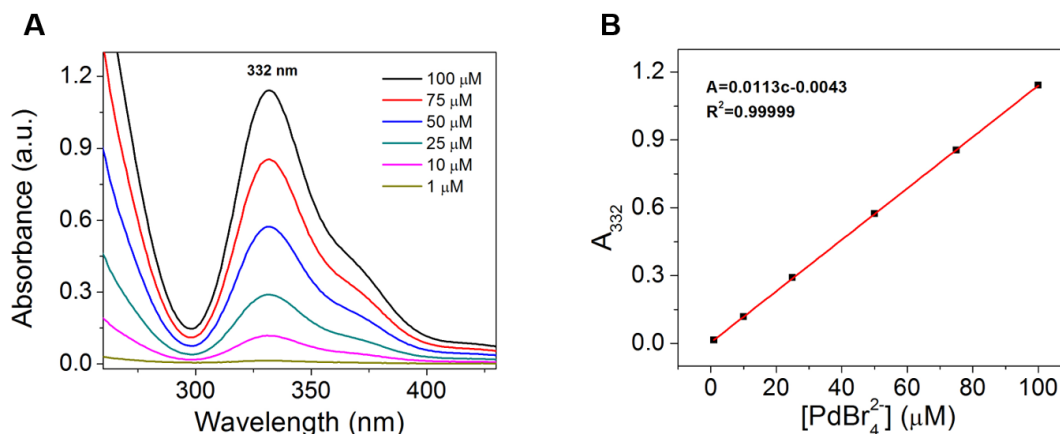 A
332 nm
100 μM
75 μM
50 μM
25 μM
10 μM
1 μM
1.2
0.9
0.6
0.3
0.0
300
350
400
Absorbance (a.u.)
Wavelength (nm)
B
A=0.0113c-0.0043
R²=0.99999
1.2
0.9
0.6
0.3
0.0
0
20
40
60
80
100
A₃₃₂
[PdBr₄²⁻] (μM)